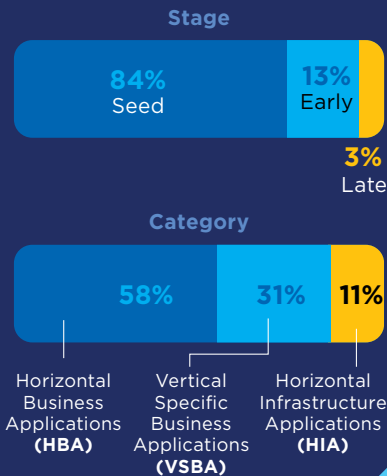 Stage
84%
Seed
13%
Early
3%
Late
Category
58%
31%
11%
Horizontal
Business
Applications
(HBA)
Vertical
Specific
Business
Applications
(VSBA)
Horizontal
Infrastructure
Applications
(HIA)